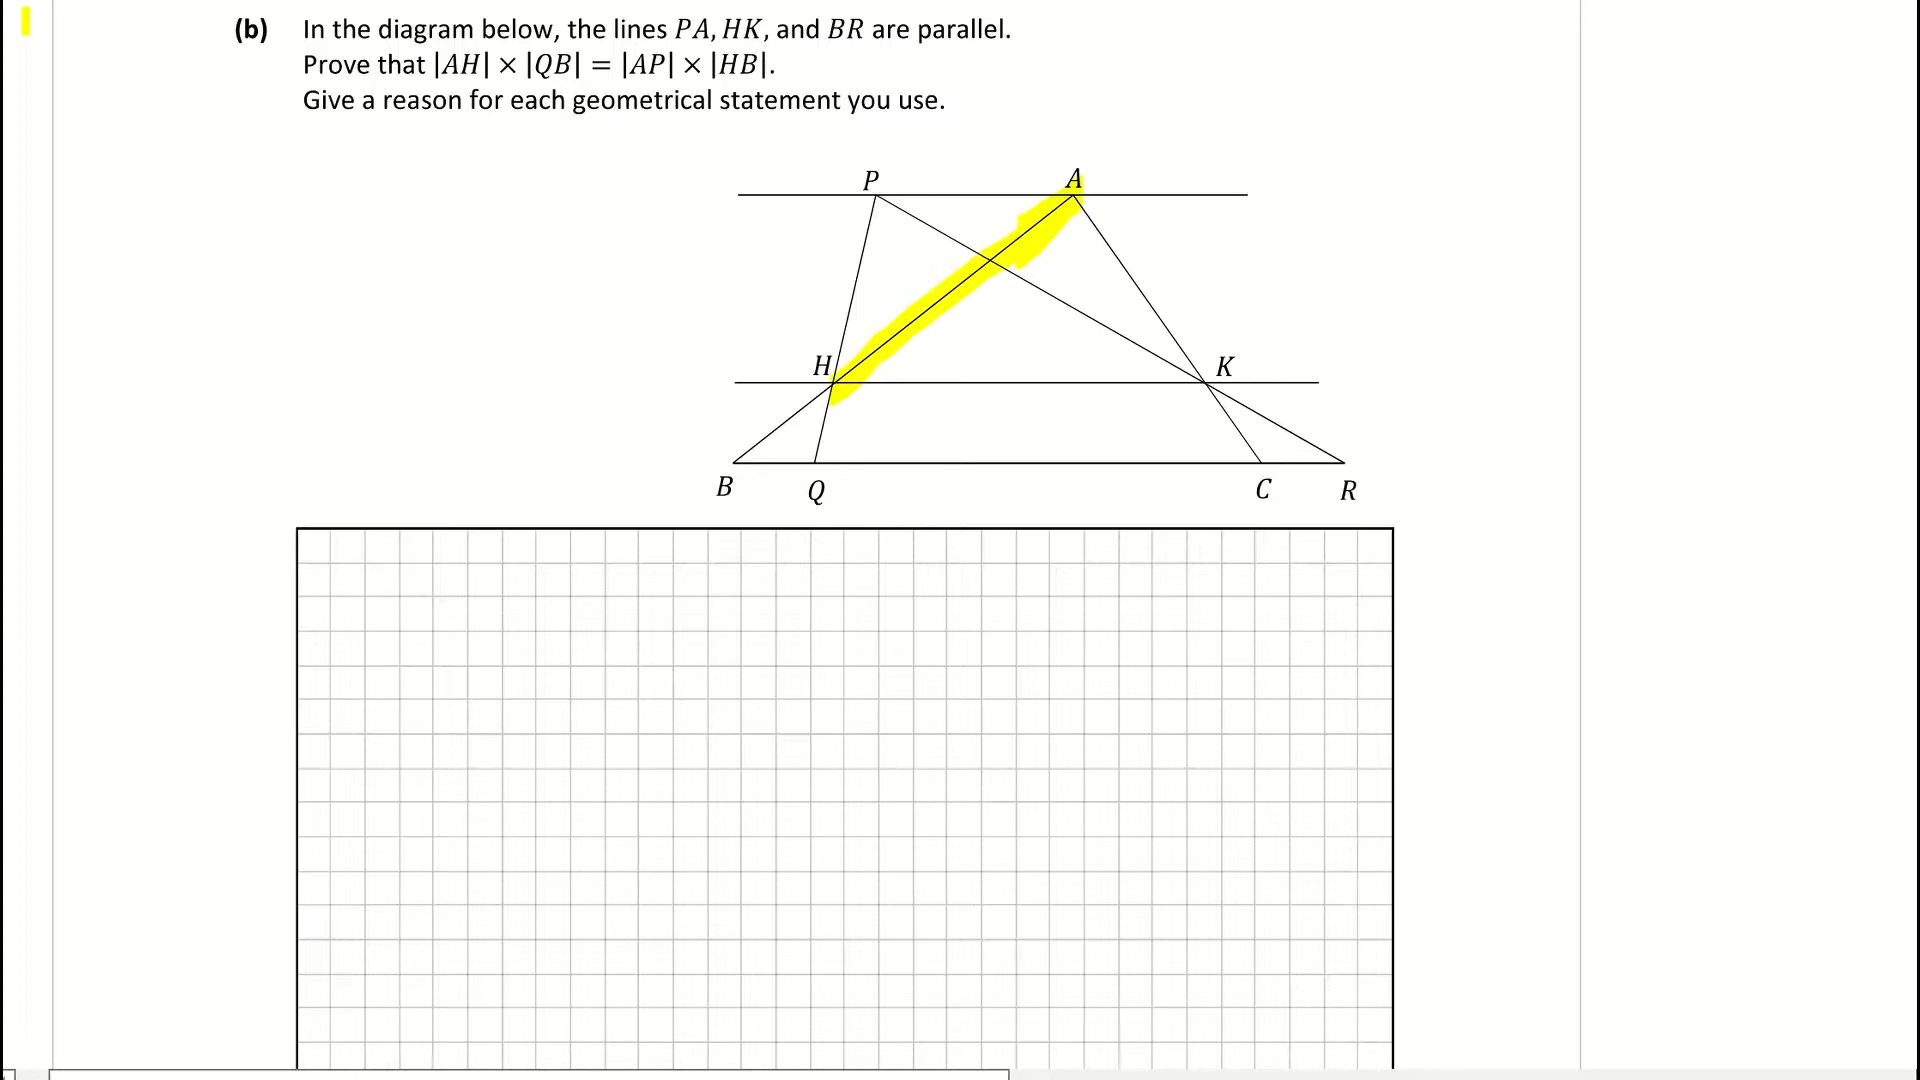 (b) In the diagram below, the lines PA, HK, and BR are parallel.
Prove that |AH| × |QB| = |AP| × |HB|.
Give a reason for each geometrical statement you use.
P A
H K
B Q C R